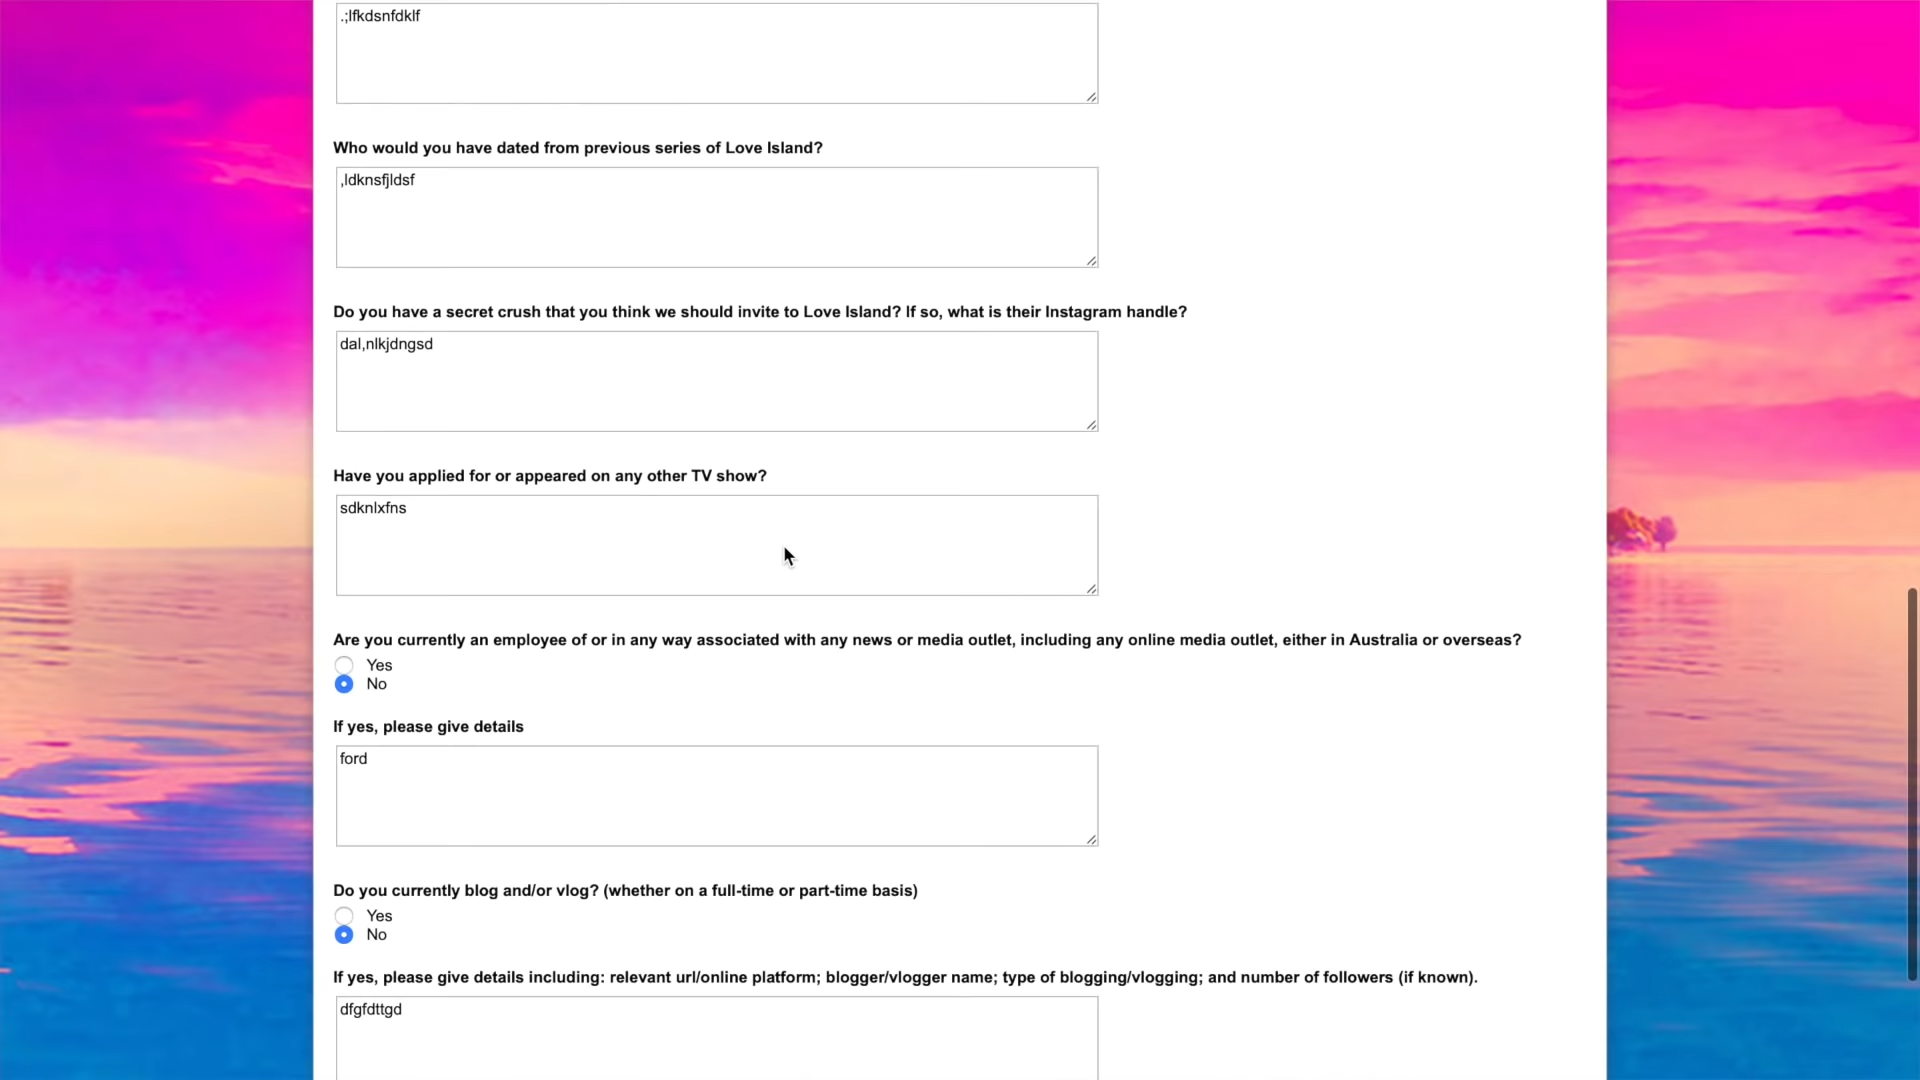 .;lfkdsnfdklf
Who would you have dated from previous series of Love Island?
,ldknsfjldsf
Do you have a secret crush that you think we should invite to Love Island? If so, what is their Instagram handle?
dal,nlkjdngsd
Have you applied for or appeared on any other TV show?
sdknlxfns
Are you currently an employee of or in any way associated with any news or media outlet, including any online media outlet, either in Australia or overseas?
Yes
No
If yes, please give details
ford
Do you currently blog and/or vlog? (whether on a full-time or part-time basis)
Yes
No
If yes, please give details including: relevant url/online platform; blogger/vlogger name; type of blogging/vlogging; and number of followers (if known).
dfgfdttgd